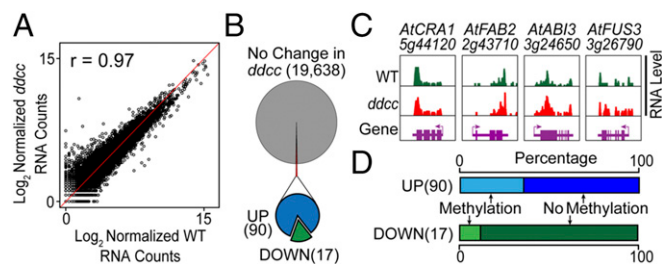 A
r = 0.97
Log2 Normalized ddcc
RNA Counts
15
0
0
15
Log2 Normalized WT
RNA Counts
B
No Change in
ddcc (19,638)
UP
(90)
DOWN(17)
C
AtCRA1 AtFAB2 AtABI3 AtFUS3
5g44120 2g43710 3g24650 3g26790
WT
ddcc
Gene
RNA Level
D
Percentage
0 100
UP(90)
Methylation No Methylation
DOWN(17)
0 100